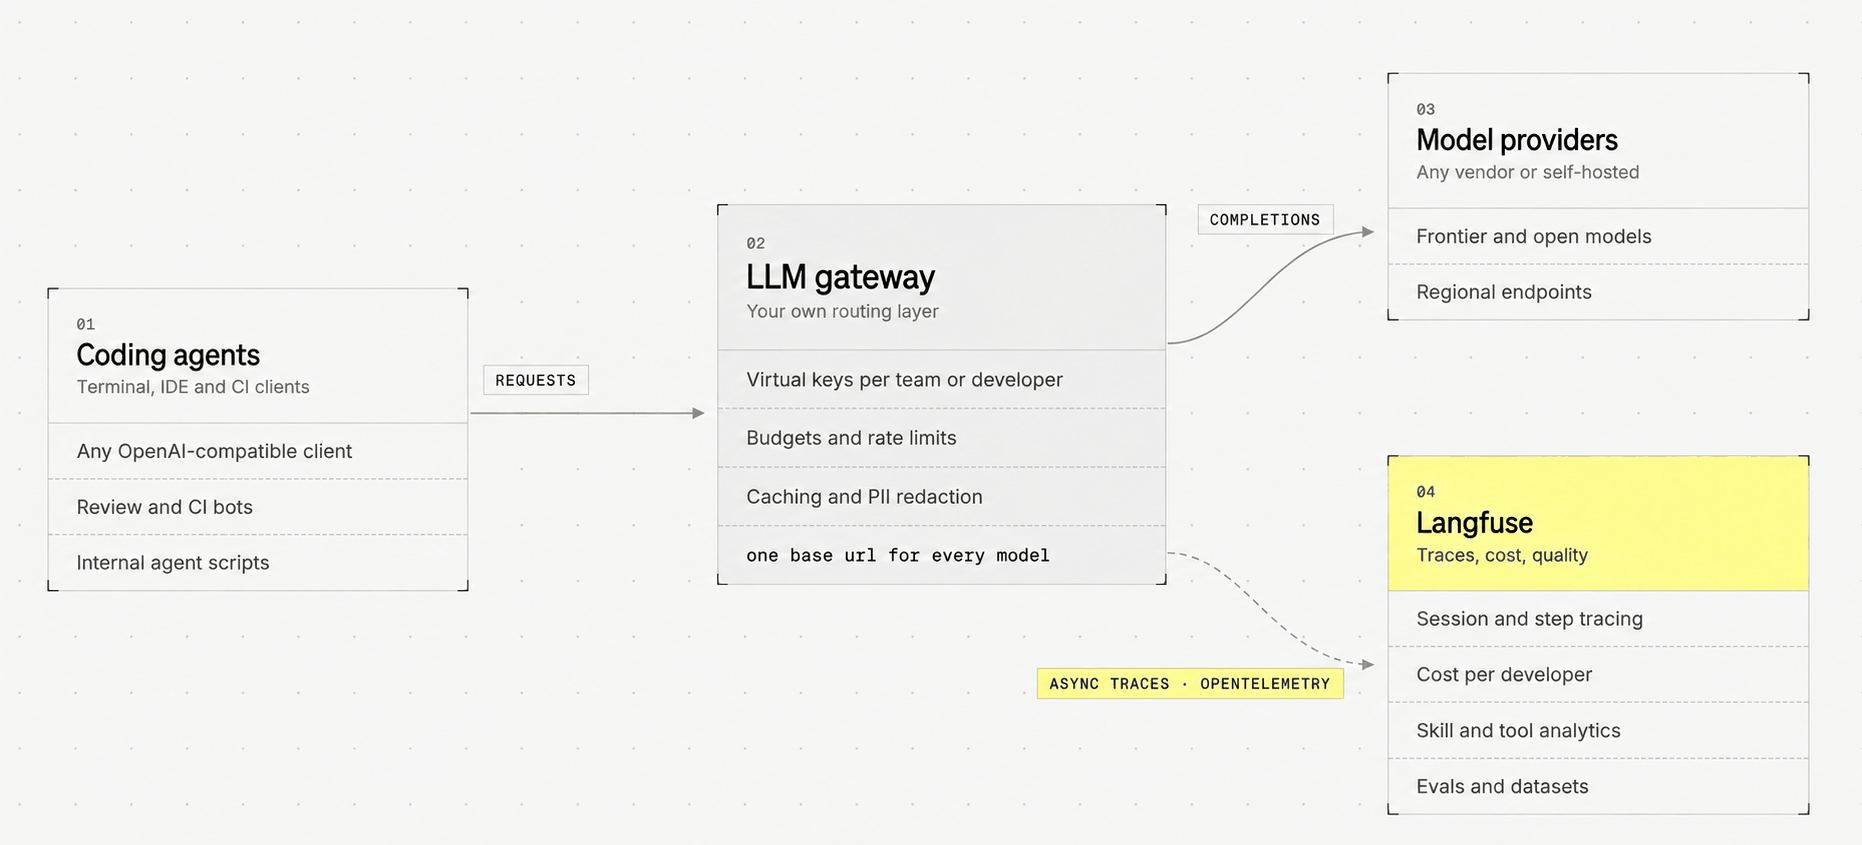 01
Coding agents
Terminal, IDE and CI clients
Any OpenAI-compatible client
Review and CI bots
Internal agent scripts
REQUESTS
02
LLM gateway
Your own routing layer
Virtual keys per team or developer
Budgets and rate limits
Caching and PII redaction
one base url for every model
COMPLETIONS
03
Model providers
Any vendor or self-hosted
Frontier and open models
Regional endpoints
ASYNC TRACES · OPENTELEMETRY
04
Langfuse
Traces, cost, quality
Session and step tracing
Cost per developer
Skill and tool analytics
Evals and datasets